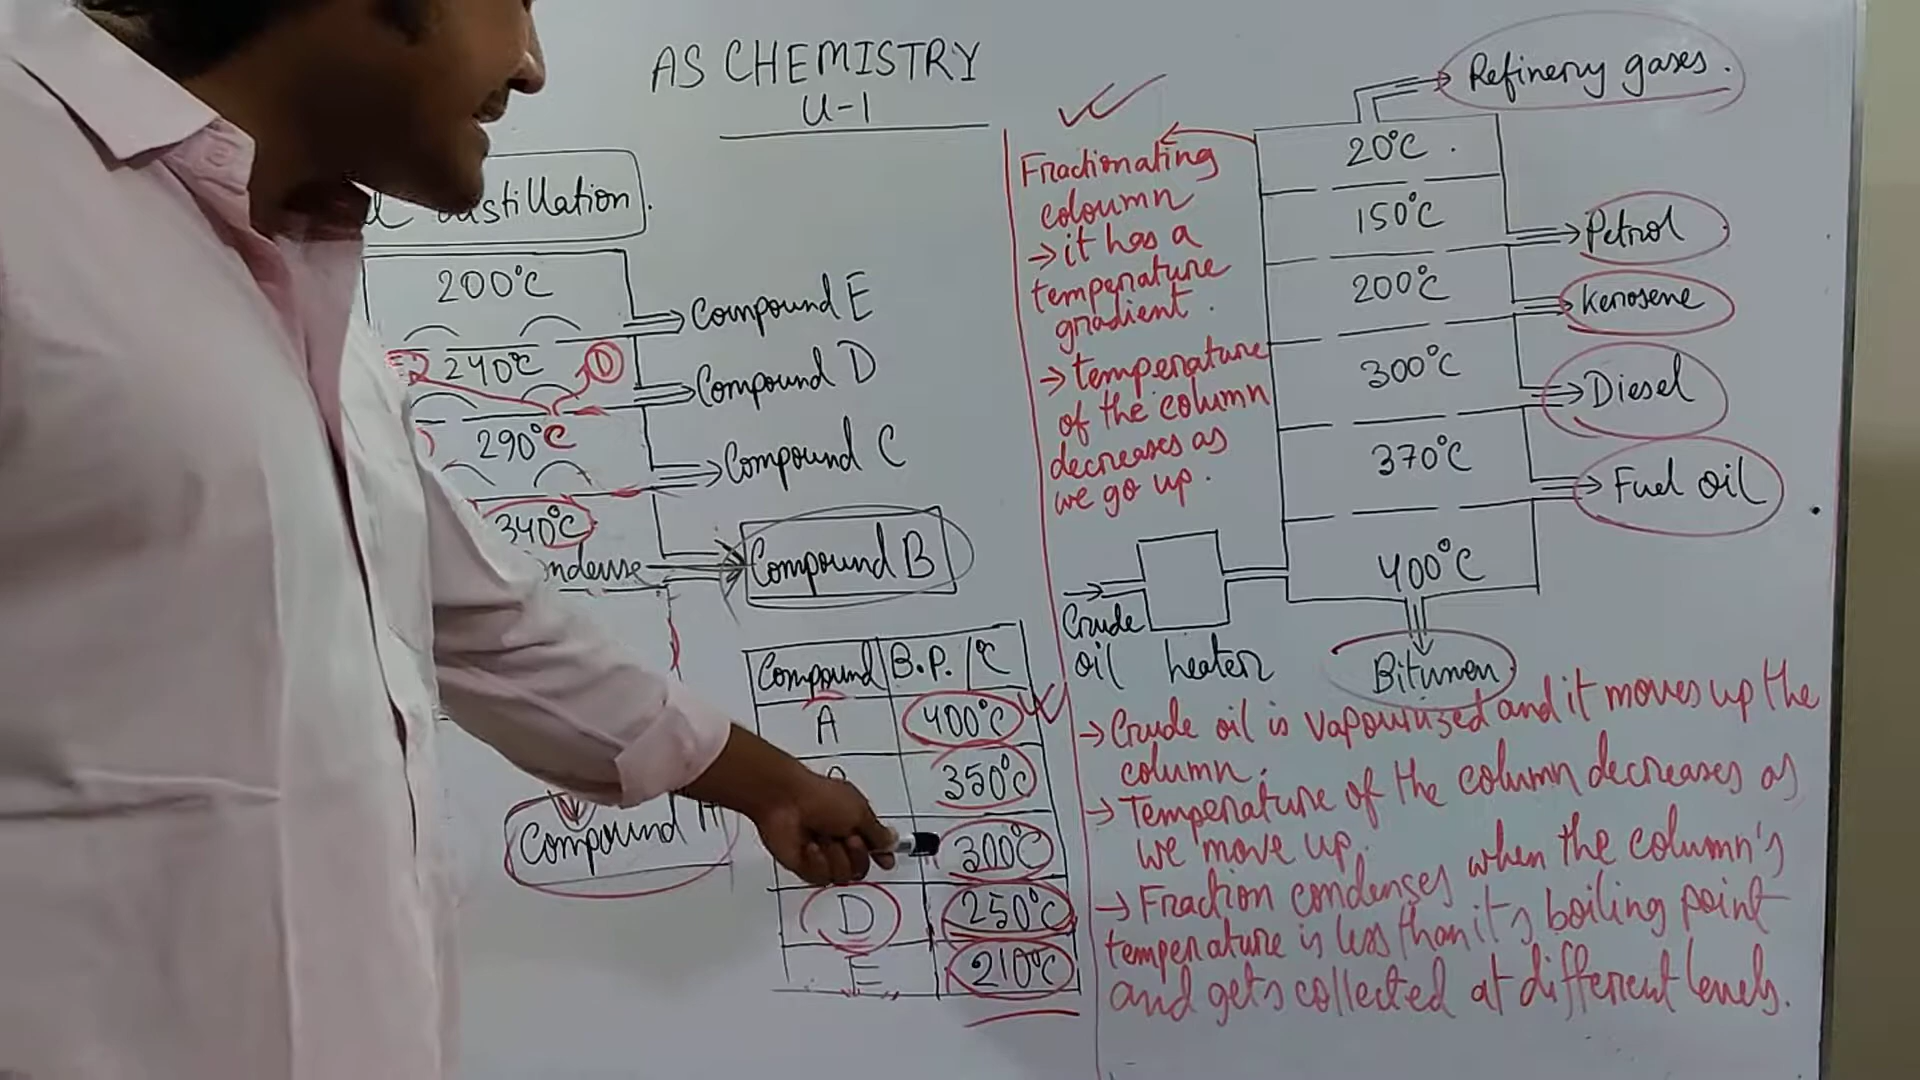 AS CHEMISTRY
U-1
distillation.
200°C
Compound E
240°C
D
Compound D
290°C
Compound C
340°C
Compound B
Compound
Compound B.P./°C
A 400°C
350°C
300°C
D 250°C
E 210°C
Fractionating
coloumn
→ it has a
temperature
gradient.
→ temperature
of the column
decreases as
we go up.
Refinery gases.
20°C.
150°C
Petrol
200°C
Kerosene
300°C
Diesel
370°C
Fuel oil
400°C
Crude
oil heater
Bitumen
→ Crude oil is vapourized and it moves up the
column.
→ Temperature of the column decreases as
we move up.
→ Fraction condenses when the column's
temperature is less than it's boiling point
and gets collected at different levels.